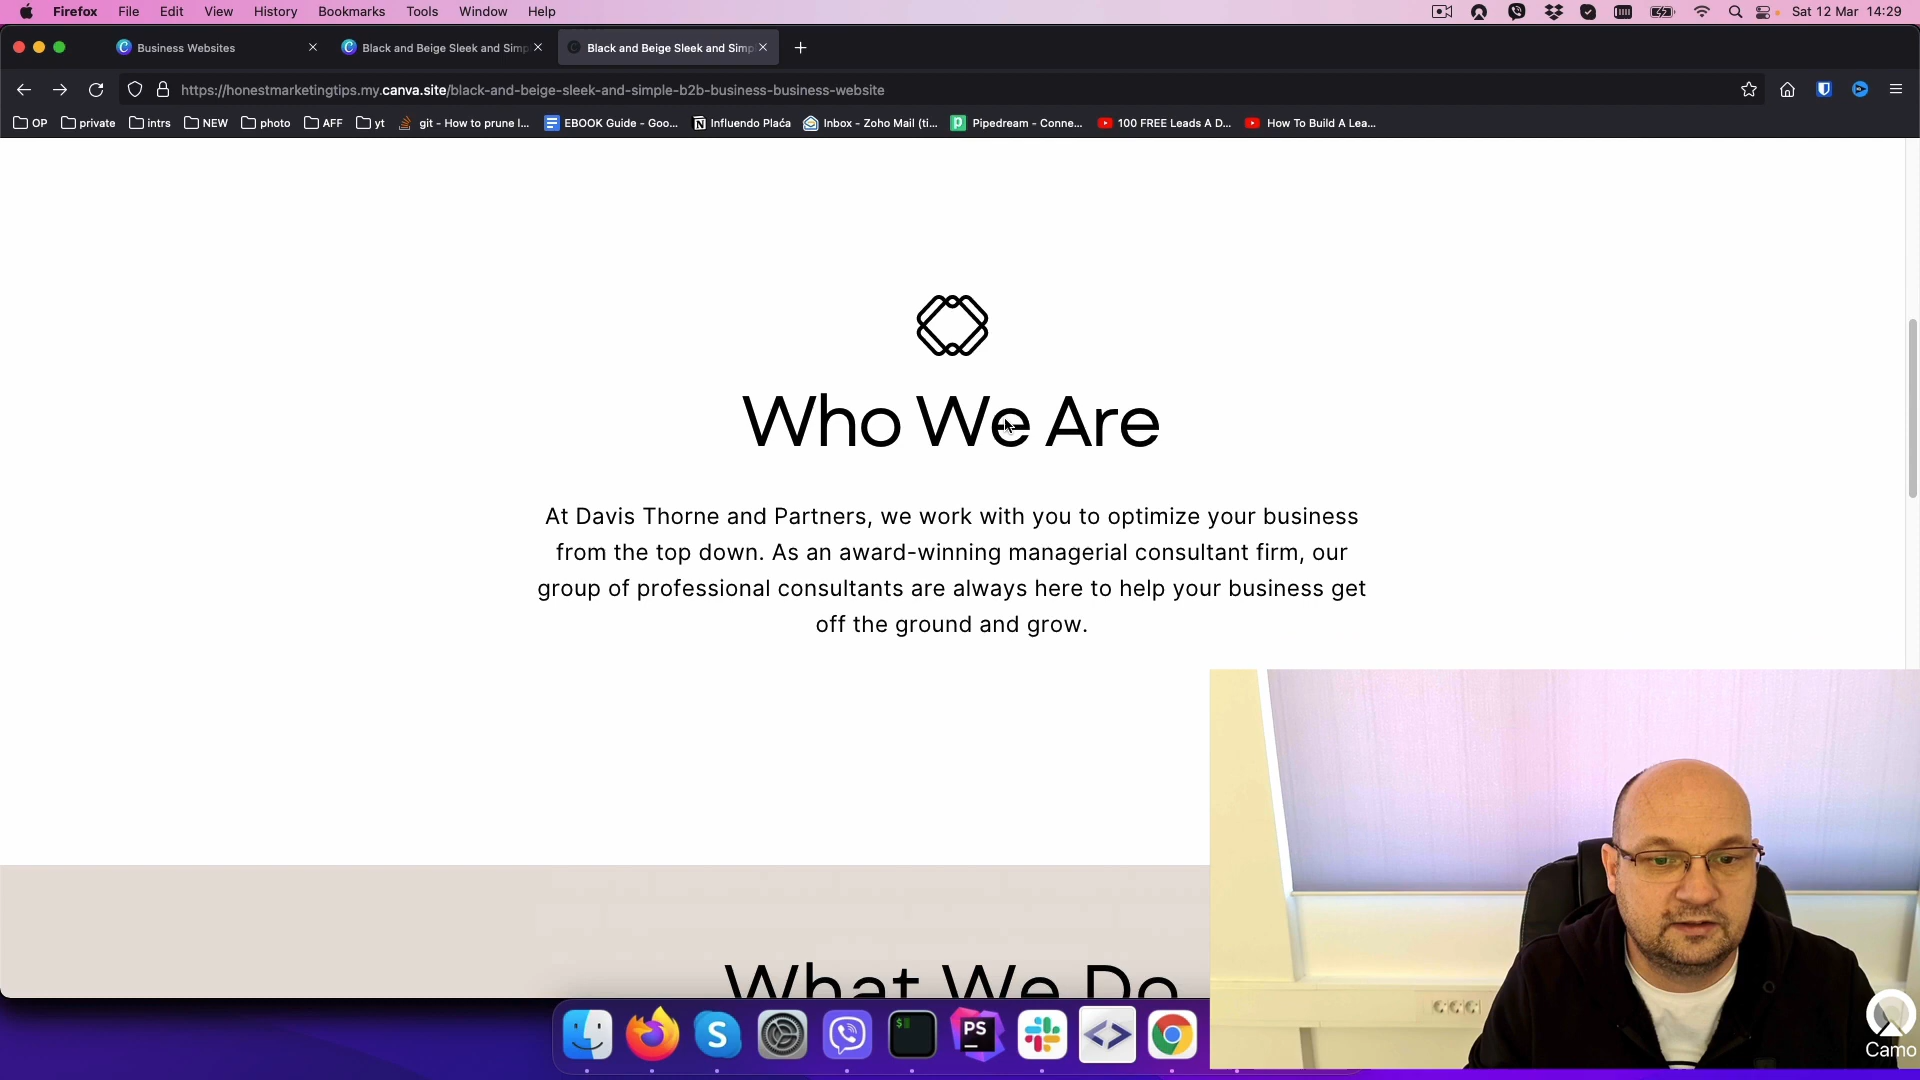 Firefox File Edit View History Bookmarks Tools Window Help Sat 12 Mar 14:29
Business Websites
Black and Beige Sleek and Simp
Black and Beige Sleek and Simp
https://honestmarketingtips.my.canva.site/black-and-beige-sleek-and-simple-b2b-business-business-website
OP private intrs NEW photo AFF yt git - How to prune l... EBOOK Guide - Goo... Influendo Plaća Inbox - Zoho Mail (ti... Pipedream - Conne... 100 FREE Leads A D... How To Build A Lea...
Who We Are
At Davis Thorne and Partners, we work with you to optimize your business
from the top down. As an award-winning managerial consultant firm, our
group of professional consultants are always here to help your business get
off the ground and grow.
What We Do
PS
Camo